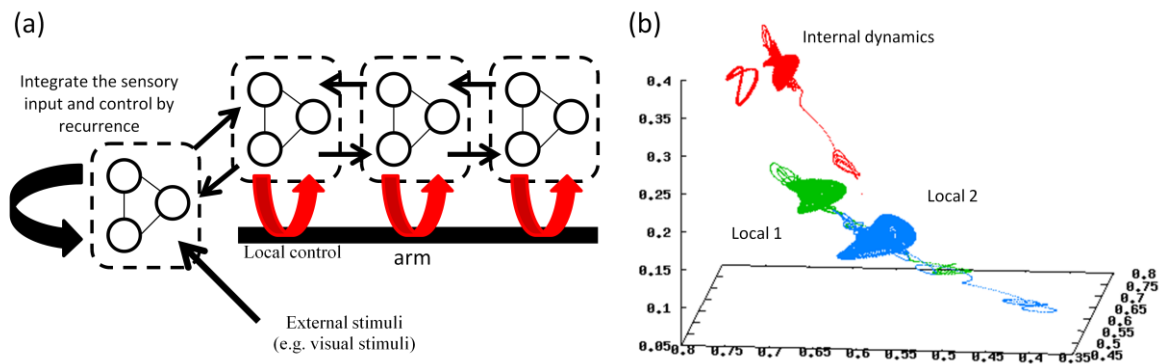 (a)
Integrate the sensory
input and control by
recurrence
Local control
arm
External stimuli
(e.g. visual stimuli)
(b)
Internal dynamics
Local 2
Local 1
0.4
0.35
0.3
0.25
0.2
0.15
0.1
0.05
0.8
0.75
0.7
0.65
0.6
0.55
0.5
0.45
0.8
0.7
0.65
0.6
0.55
0.5
0.45
0.4
0.35